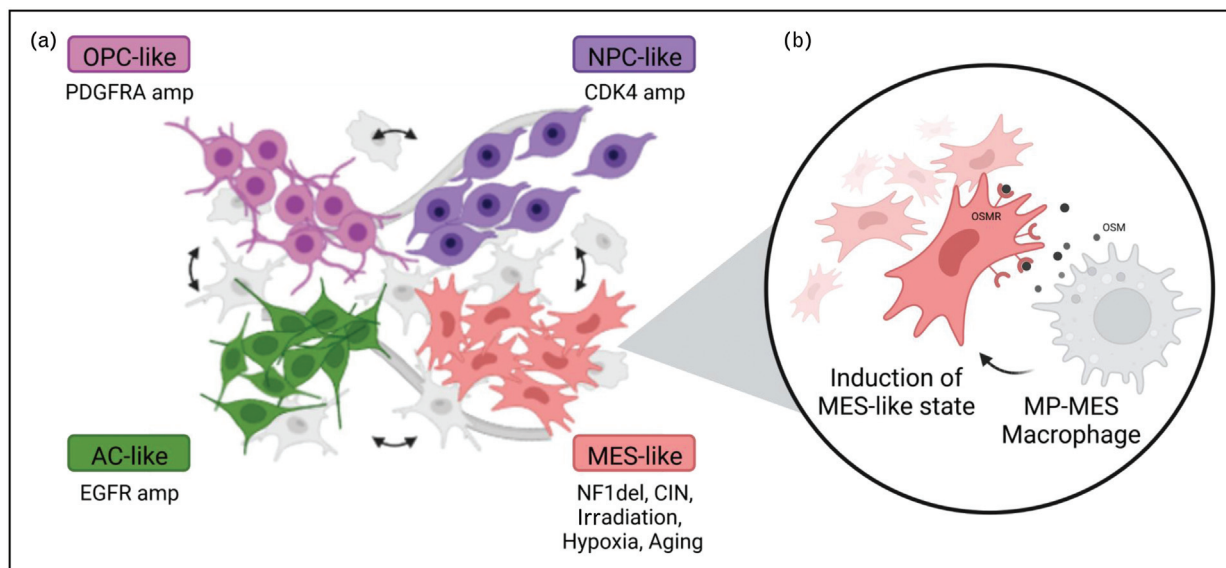 (a)
OPC-like
PDGFRA amp
NPC-like
CDK4 amp
AC-like
EGFR amp
MES-like
NF1del, CIN,
Irradiation,
Hypoxia, Aging
(b)
OSMR
OSM
Induction of
MES-like state
MP-MES
Macrophage